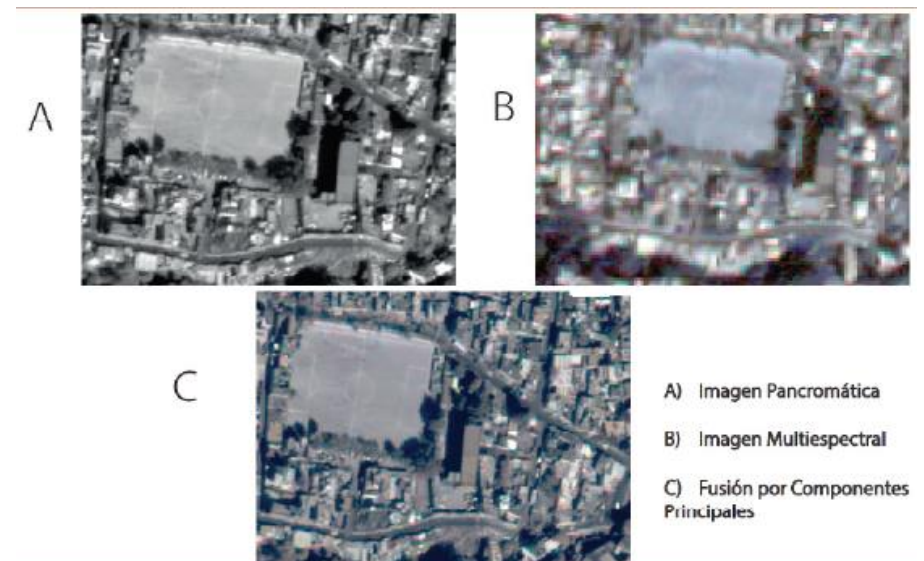 A
B
C
A) Imagen Pancromática
B) Imagen Multiespectral
C) Fusión por Componentes
Principales